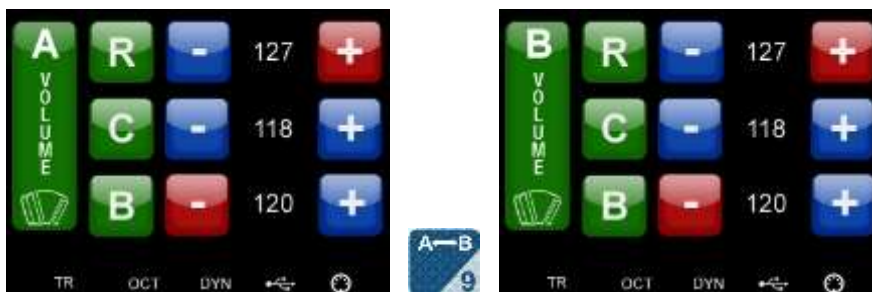 A VOLUME
R - 127 +
C - 118 +
B - 120 +
TR OCT DYN
A—B
9
B VOLUME
R - 127 +
C - 118 +
B - 120 +
TR OCT DYN